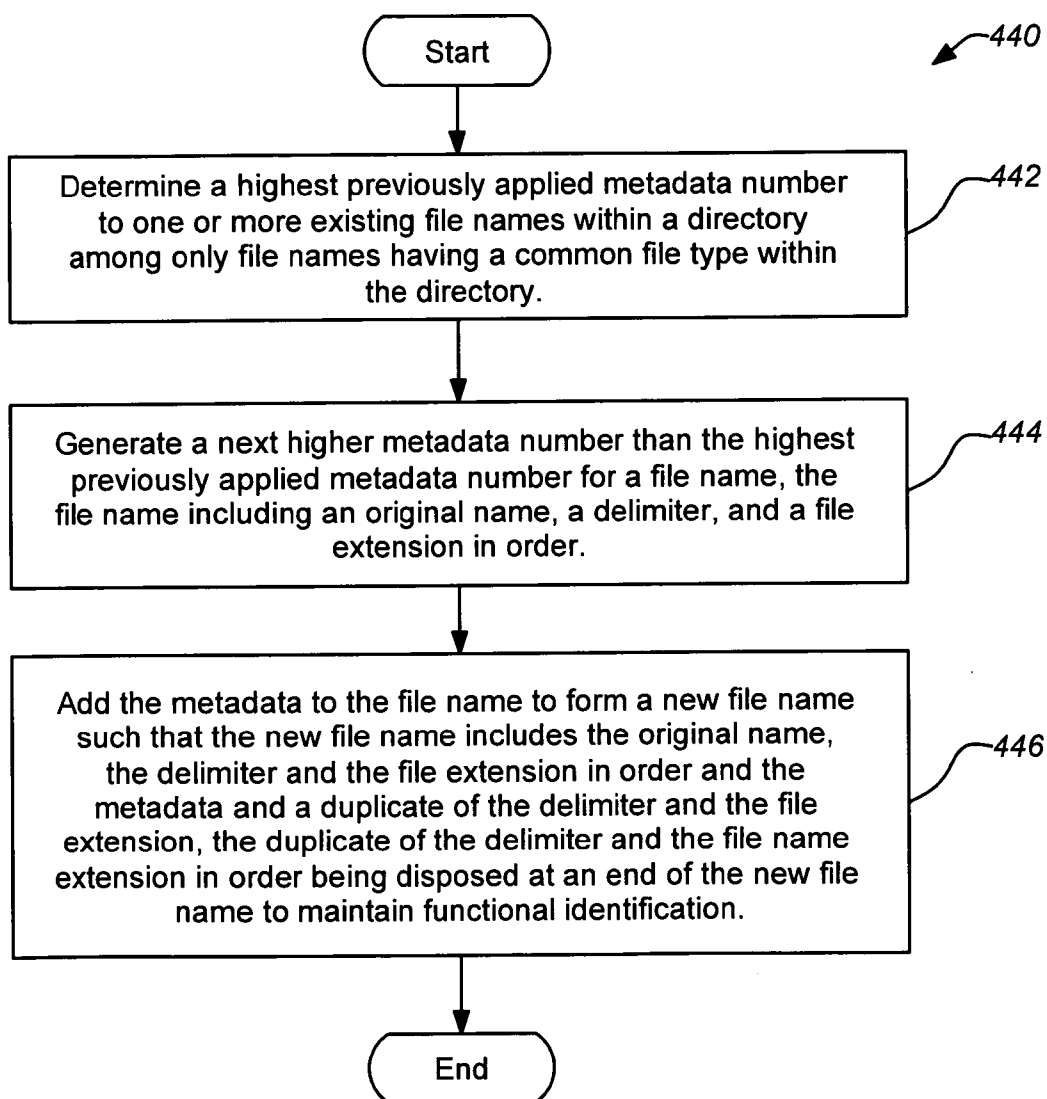 Start
440
Determine a highest previously applied metadata number
to one or more existing file names within a directory
among only file names having a common file type within
the directory.
442
Generate a next higher metadata number than the highest
previously applied metadata number for a file name, the
file name including an original name, a delimiter, and a file
extension in order.
444
Add the metadata to the file name to form a new file name
such that the new file name includes the original name,
the delimiter and the file extension in order and the
metadata and a duplicate of the delimiter and the file
extension, the duplicate of the delimiter and the file name
extension in order being disposed at an end of the new file
name to maintain functional identification.
446
End